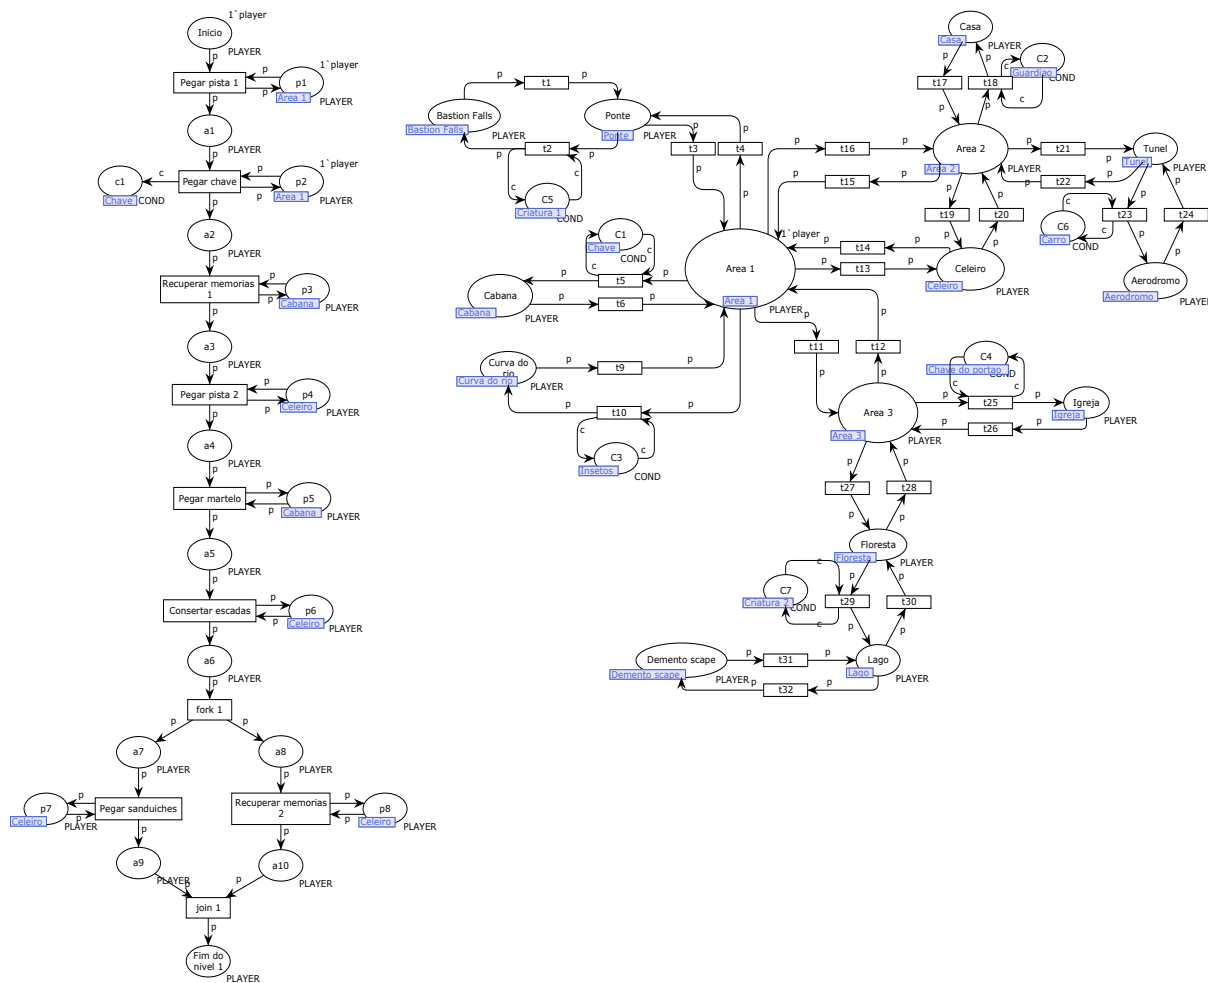 1`player
Inicio
PLAYER
p
Pegar pista 1
p
p
1`player
p1
Area 1
PLAYER
p
a1
PLAYER
p
c1
Chave
COND
c
Pegar chave
p
p
1`player
p2
Area 1
PLAYER
p
a2
PLAYER
p
Recuperar memorias
1
p
p
p3
Cabana
PLAYER
p
a3
PLAYER
p
Pegar pista 2
p
p
p4
Celeiro
PLAYER
p
a4
PLAYER
p
Pegar martelo
p
p
p5
Cabana
PLAYER
p
a5
PLAYER
p
Consertar escadas
p
p
p6
Celeiro
PLAYER
p
a6
PLAYER
p
fork 1
p
p
a7
PLAYER
a8
PLAYER
p
p
p7
Celeiro
PLAYER
p
p
Pegar sanduiches
Recuperar memorias
2
p
p
p8
Celeiro
PLAYER
p
p
a9
PLAYER
a10
PLAYER
p
p
join 1
p
Fim do
nivel 1
PLAYER
p
t1
p
Bastion Falls
Bastion Falls
PLAYER
Ponte
Ponte
PLAYER
p
p
t2
p
c
c
C5
Criatura 1
COND
t3
t4
p
p
p
C1
Chave
COND
c
c
p
t5
p
Cabana
Cabana
PLAYER
p
t6
p
Curva do
rio
Curva do rio
PLAYER
p
t9
p
p
t10
p
c
c
C3
Insetos
COND
1`player
Area 1
Area 1
PLAYER
p
p
t16
p
p
t15
p
p
t14
p
p
t13
p
Casa
Casa
PLAYER
p
p
t17
t18
p
p
c
c
C2
Guardiao
COND
Area 2
Area 2
PLAYER
p
t21
p
p
t22
p
Tunel
Tunel
PLAYER
p
p
t19
t20
p
p
Celeiro
Celeiro
PLAYER
p
p
c
c
C6
Carro
COND
t23
t24
p
p
Aerodromo
Aerodromo
PLAYER
p
t11
p
p
t12
p
Area 3
Area 3
PLAYER
C4
Chave do portao
COND
c
c
p
t25
p
p
t26
p
Igreja
Igreja
PLAYER
p
p
t27
t28
p
p
Floresta
Floresta
PLAYER
c
c
C7
Criatura 2
COND
p
p
t29
t30
p
p
Demento scape
Demento scape
PLAYER
p
t31
p
p
t32
p
Lago
Lago
PLAYER